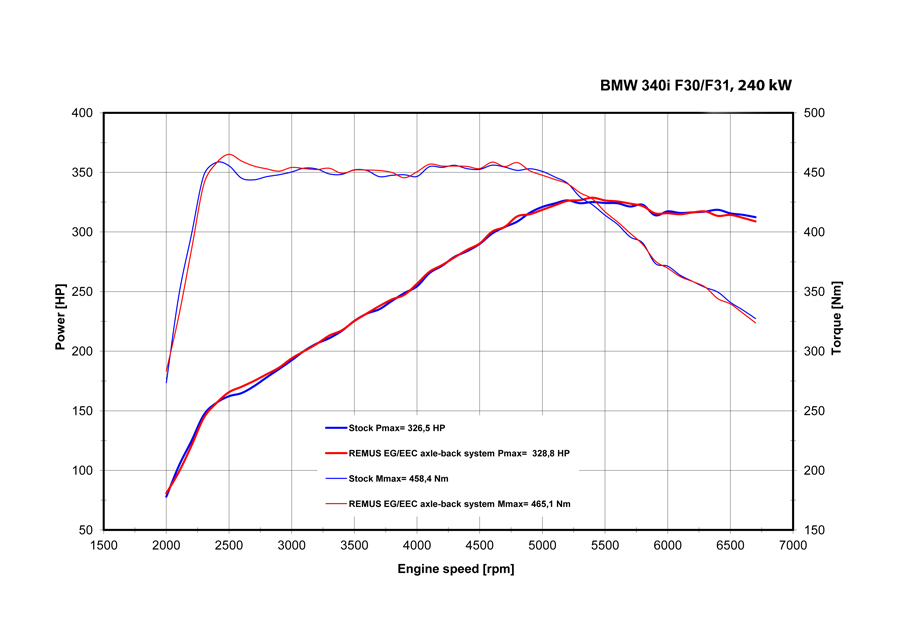 BMW 340i F30/F31, 240 kW
400
350
300
250
200
150
100
50
Power [HP]
500
450
400
350
300
250
200
150
Torque [Nm]
Stock Pmax= 326,5 HP
REMUS EG/EEC axle-back system Pmax= 328,8 HP
Stock Mmax= 458,4 Nm
REMUS EG/EEC axle-back system Mmax= 465,1 Nm
1500 2000 2500 3000 3500 4000 4500 5000 5500 6000 6500 7000
Engine speed [rpm]